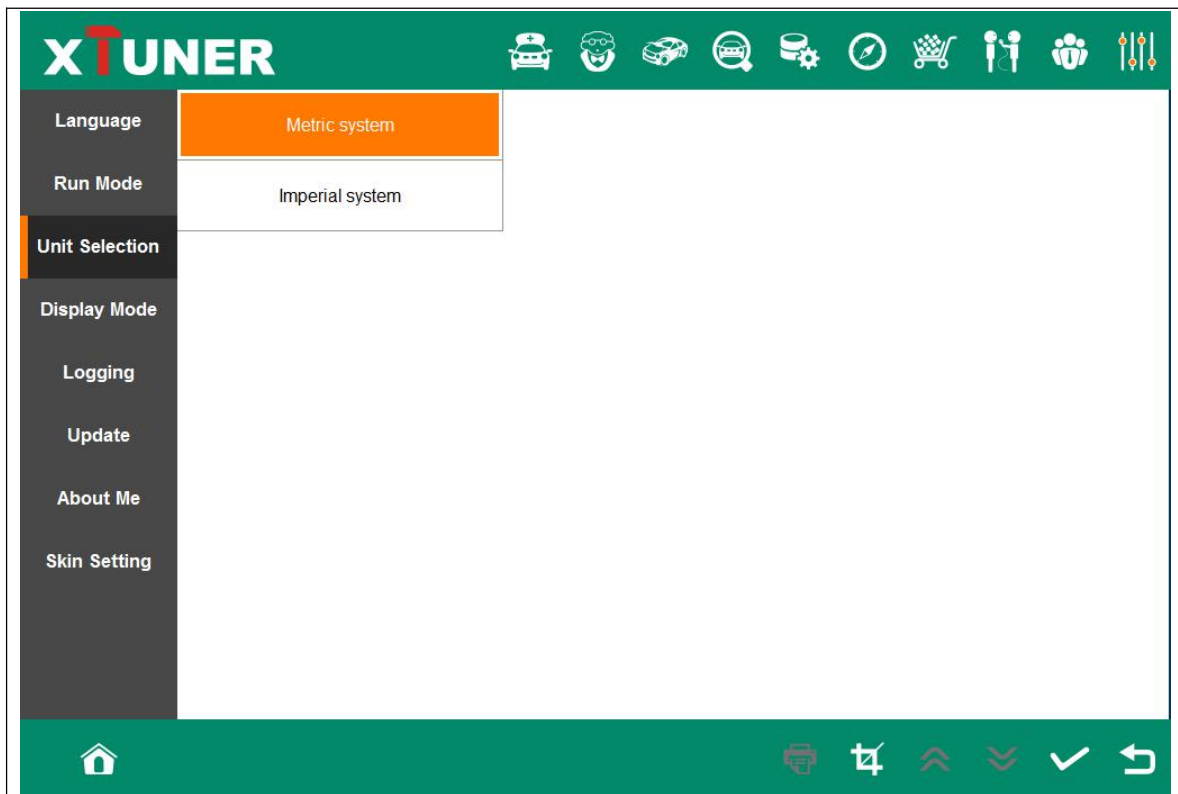 XTUNER
Language
Metric system
Run Mode
Imperial system
Unit Selection
Display Mode
Logging
Update
About Me
Skin Setting